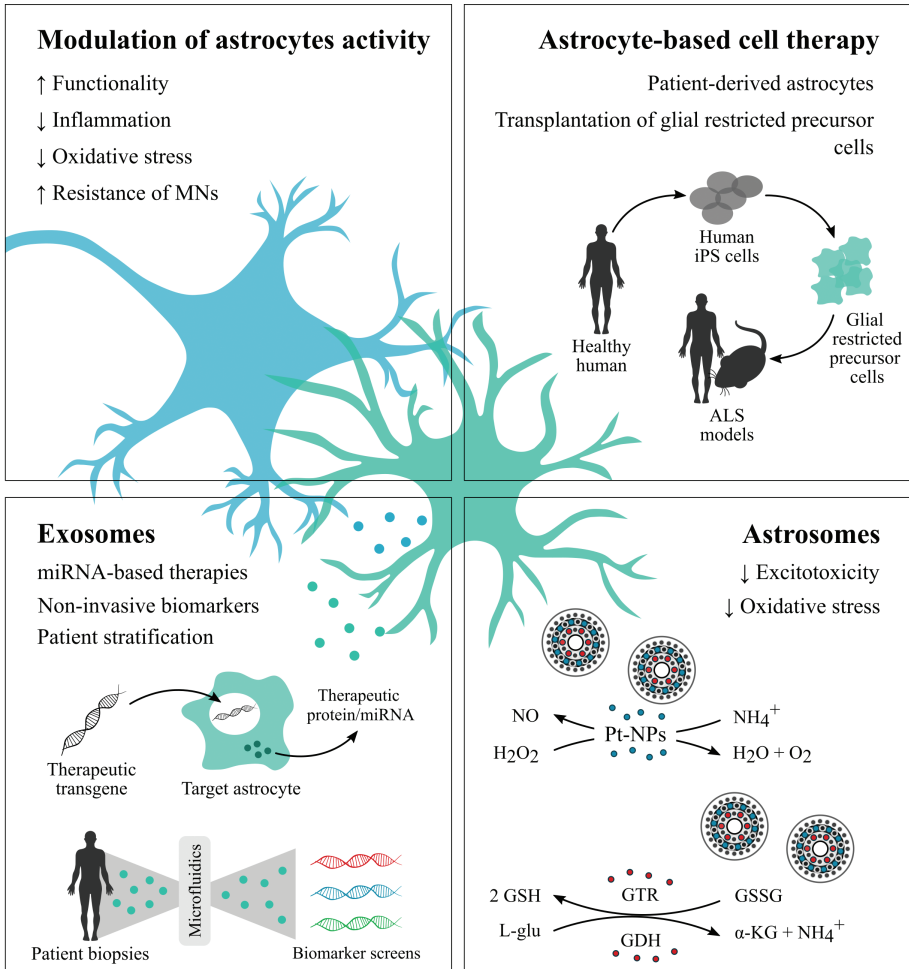 Modulation of astrocytes activity
↑ Functionality
↓ Inflammation
↓ Oxidative stress
↑ Resistance of MNs
Astrocyte-based cell therapy
Patient-derived astrocytes
Transplantation of glial restricted precursor
cells
Human
iPS cells
Healthy
human
Glial
restricted
precursor
cells
ALS
models
Exosomes
miRNA-based therapies
Non-invasive biomarkers
Patient stratification
Therapeutic
transgene
Target astrocyte
Therapeutic
protein/miRNA
Patient biopsies
Microfluidics
Biomarker screens
Astrosomes
↓ Excitotoxicity
↓ Oxidative stress
NO
Pt-NPs
NH₄⁺
H₂O₂
H₂O + O₂
2 GSH
GTR
GSSG
L-glu
GDH
α-KG + NH₄⁺